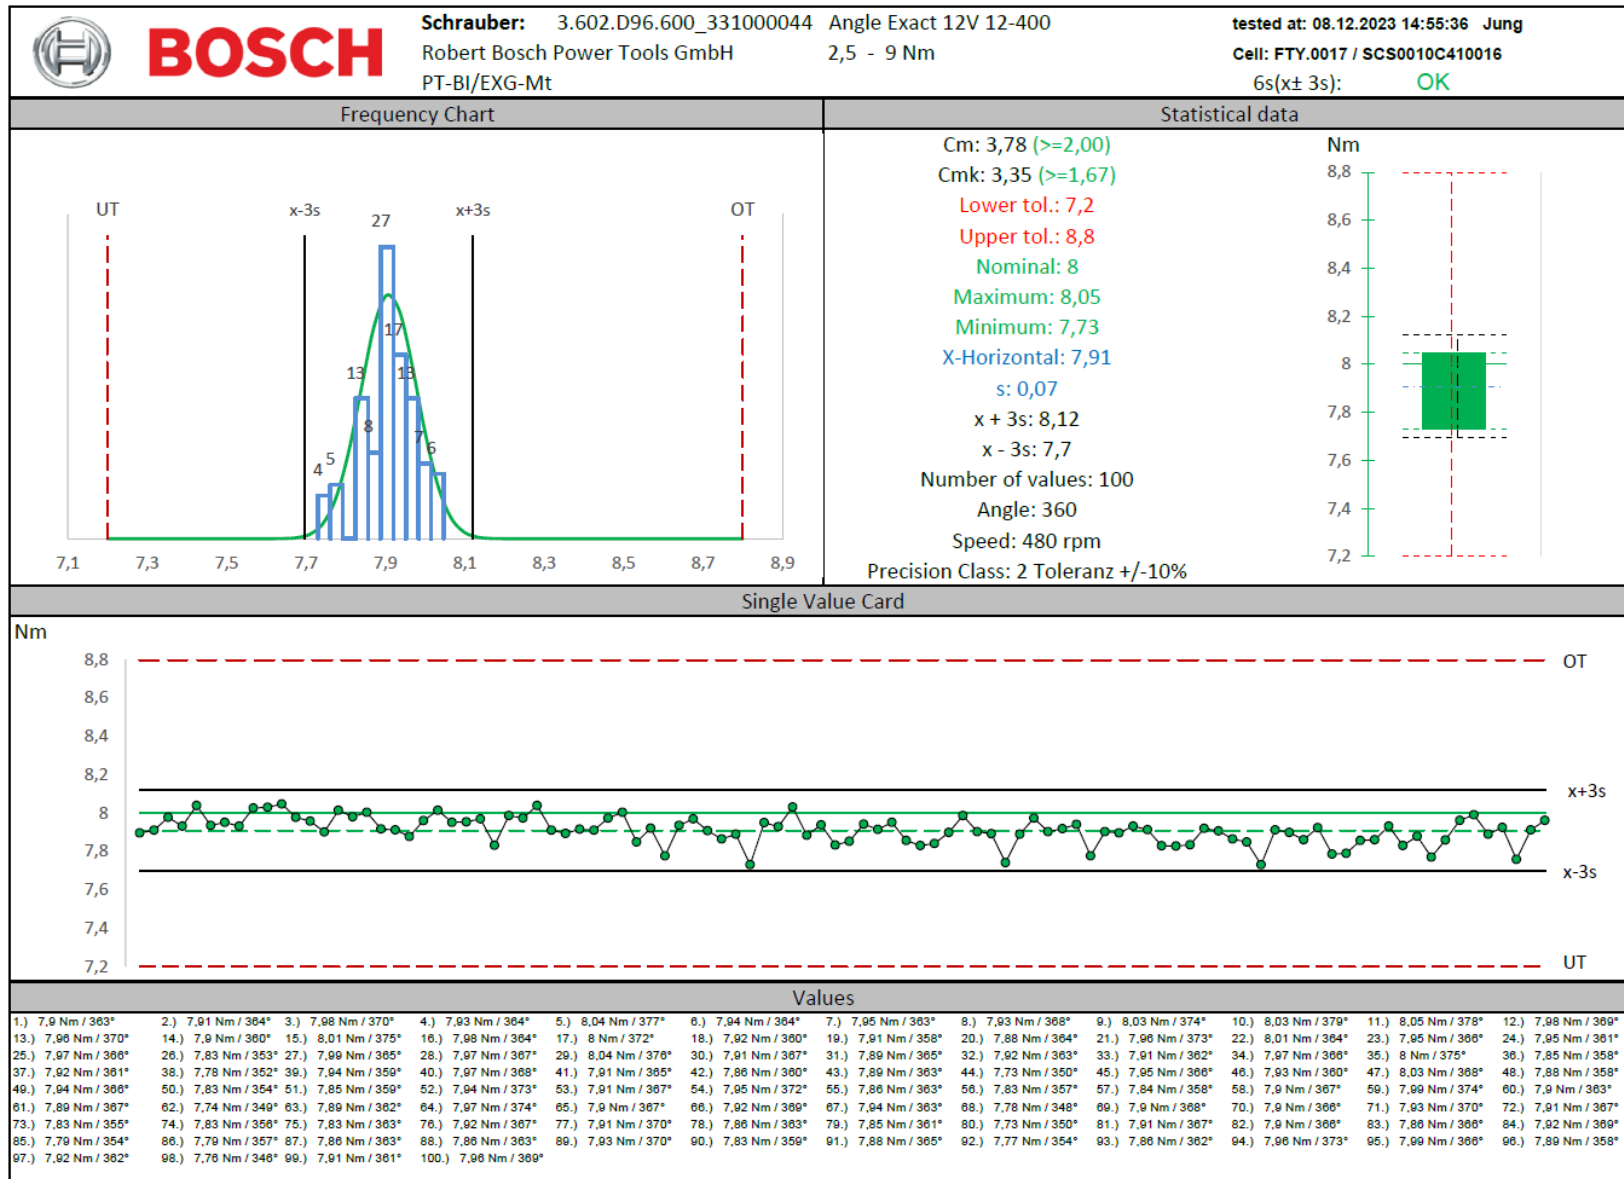 BOSCH
Schrauber: 3.602.D96.600_331000044 Angle Exact 12V 12-400
Robert Bosch Power Tools GmbH 2,5 - 9 Nm
PT-BI/EXG-Mt
tested at: 08.12.2023 14:55:36 Jung
Cell: FTY.0017 / SCS0010C410016
6s(x± 3s): OK
Frequency Chart
UT x-3s 27 x+3s OT
17
13 13
8 7
4 5 6
7,1 7,3 7,5 7,7 7,9 8,1 8,3 8,5 8,7 8,9
Statistical data
Cm: 3,78 (>=2,00)
Cmk: 3,35 (>=1,67)
Lower tol.: 7,2
Upper tol.: 8,8
Nominal: 8
Maximum: 8,05
Minimum: 7,73
X-Horizontal: 7,91
s: 0,07
x + 3s: 8,12
x - 3s: 7,7
Number of values: 100
Angle: 360
Speed: 480 rpm
Precision Class: 2 Toleranz +/-10%
Nm
8,8
8,6
8,4
8,2
8
7,8
7,6
7,4
7,2
Single Value Card
Nm
8,8 OT
8,6
8,4
8,2 x+3s
8
7,8
7,6 x-3s
7,4
7,2 UT
Values
1.) 7,9 Nm / 363° 2.) 7,91 Nm / 364° 3.) 7,98 Nm / 370° 4.) 7,93 Nm / 364° 5.) 8,04 Nm / 377° 6.) 7,94 Nm / 364° 7.) 7,95 Nm / 363° 8.) 7,93 Nm / 368° 9.) 8,03 Nm / 374° 10.) 8,03 Nm / 379° 11.) 8,05 Nm / 378° 12.) 7,98 Nm / 369°
13.) 7,96 Nm / 370° 14.) 7,9 Nm / 360° 15.) 8,01 Nm / 375° 16.) 7,98 Nm / 364° 17.) 8 Nm / 372° 18.) 7,92 Nm / 360° 19.) 7,91 Nm / 358° 20.) 7,88 Nm / 364° 21.) 7,96 Nm / 373° 22.) 8,01 Nm / 364° 23.) 7,95 Nm / 366° 24.) 7,95 Nm / 361°
25.) 7,97 Nm / 366° 26.) 7,83 Nm / 353° 27.) 7,99 Nm / 365° 28.) 7,97 Nm / 367° 29.) 8,04 Nm / 376° 30.) 7,91 Nm / 367° 31.) 7,89 Nm / 365° 32.) 7,92 Nm / 363° 33.) 7,91 Nm / 362° 34.) 7,97 Nm / 366° 35.) 8 Nm / 375° 36.) 7,85 Nm / 358°
37.) 7,92 Nm / 361° 38.) 7,78 Nm / 352° 39.) 7,94 Nm / 359° 40.) 7,97 Nm / 368° 41.) 7,91 Nm / 365° 42.) 7,86 Nm / 360° 43.) 7,89 Nm / 363° 44.) 7,73 Nm / 350° 45.) 7,95 Nm / 366° 46.) 7,93 Nm / 360° 47.) 8,03 Nm / 368° 48.) 7,88 Nm / 358°
49.) 7,94 Nm / 366° 50.) 7,83 Nm / 354° 51.) 7,85 Nm / 359° 52.) 7,94 Nm / 373° 53.) 7,91 Nm / 367° 54.) 7,95 Nm / 372° 55.) 7,86 Nm / 363° 56.) 7,83 Nm / 357° 57.) 7,84 Nm / 358° 58.) 7,9 Nm / 367° 59.) 7,99 Nm / 374° 60.) 7,9 Nm / 363°
61.) 7,89 Nm / 367° 62.) 7,74 Nm / 349° 63.) 7,89 Nm / 362° 64.) 7,97 Nm / 374° 65.) 7,9 Nm / 367° 66.) 7,92 Nm / 369° 67.) 7,94 Nm / 363° 68.) 7,78 Nm / 348° 69.) 7,9 Nm / 368° 70.) 7,9 Nm / 366° 71.) 7,93 Nm / 370° 72.) 7,91 Nm / 367°
73.) 7,83 Nm / 355° 74.) 7,83 Nm / 356° 75.) 7,83 Nm / 363° 76.) 7,92 Nm / 367° 77.) 7,91 Nm / 370° 78.) 7,86 Nm / 363° 79.) 7,85 Nm / 361° 80.) 7,73 Nm / 350° 81.) 7,91 Nm / 367° 82.) 7,9 Nm / 366° 83.) 7,86 Nm / 366° 84.) 7,92 Nm / 369°
85.) 7,79 Nm / 354° 86.) 7,79 Nm / 357° 87.) 7,86 Nm / 363° 88.) 7,86 Nm / 363° 89.) 7,93 Nm / 370° 90.) 7,83 Nm / 359° 91.) 7,88 Nm / 365° 92.) 7,77 Nm / 354° 93.) 7,86 Nm / 362° 94.) 7,96 Nm / 373° 95.) 7,99 Nm / 366° 96.) 7,89 Nm / 358°
97.) 7,92 Nm / 362° 98.) 7,76 Nm / 346° 99.) 7,91 Nm / 361° 100.) 7,96 Nm / 369°